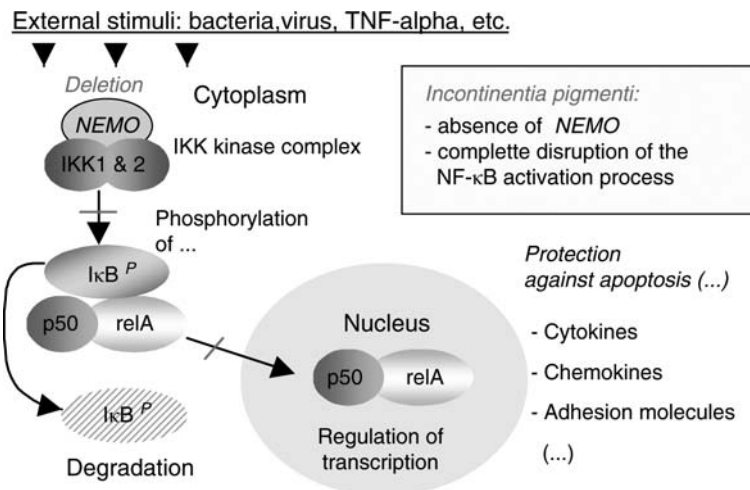 External stimuli: bacteria,virus, TNF-alpha, etc.
Deletion
Cytoplasm
NEMO
IKK kinase complex
IKK1 & 2
Incontinentia pigmenti:
- absence of NEMO
- complette disruption of the
NF-κB activation process
Phosphorylation
of ...
IκB P
p50
relA
IκB P
Degradation
Nucleus
p50
relA
Regulation of
transcription
Protection
against apoptosis (...)
- Cytokines
- Chemokines
- Adhesion molecules
(...)